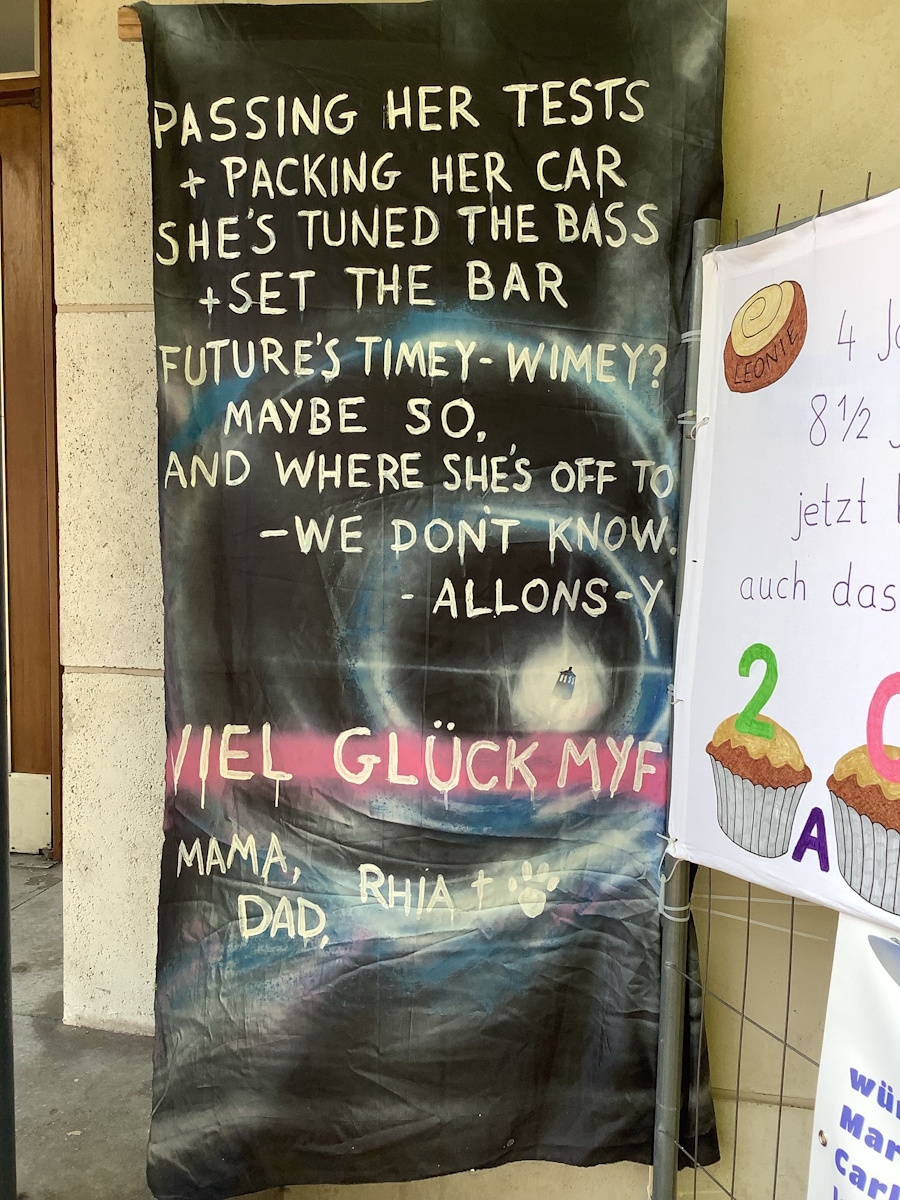 PASSING HER TESTS
+ PACKING HER CAR
SHE'S TUNED THE BASS
+ SET THE BAR
FUTURE'S TIMEY-WIMEY?
MAYBE SO,
AND WHERE SHE'S OFF TO
- WE DON'T KNOW.
- ALLONS-Y
VIEL GLÜCK MYF
MAMA,
DAD,
RHIA +
LEONIE
4
8 1/2
jetzt
auch das
2
A